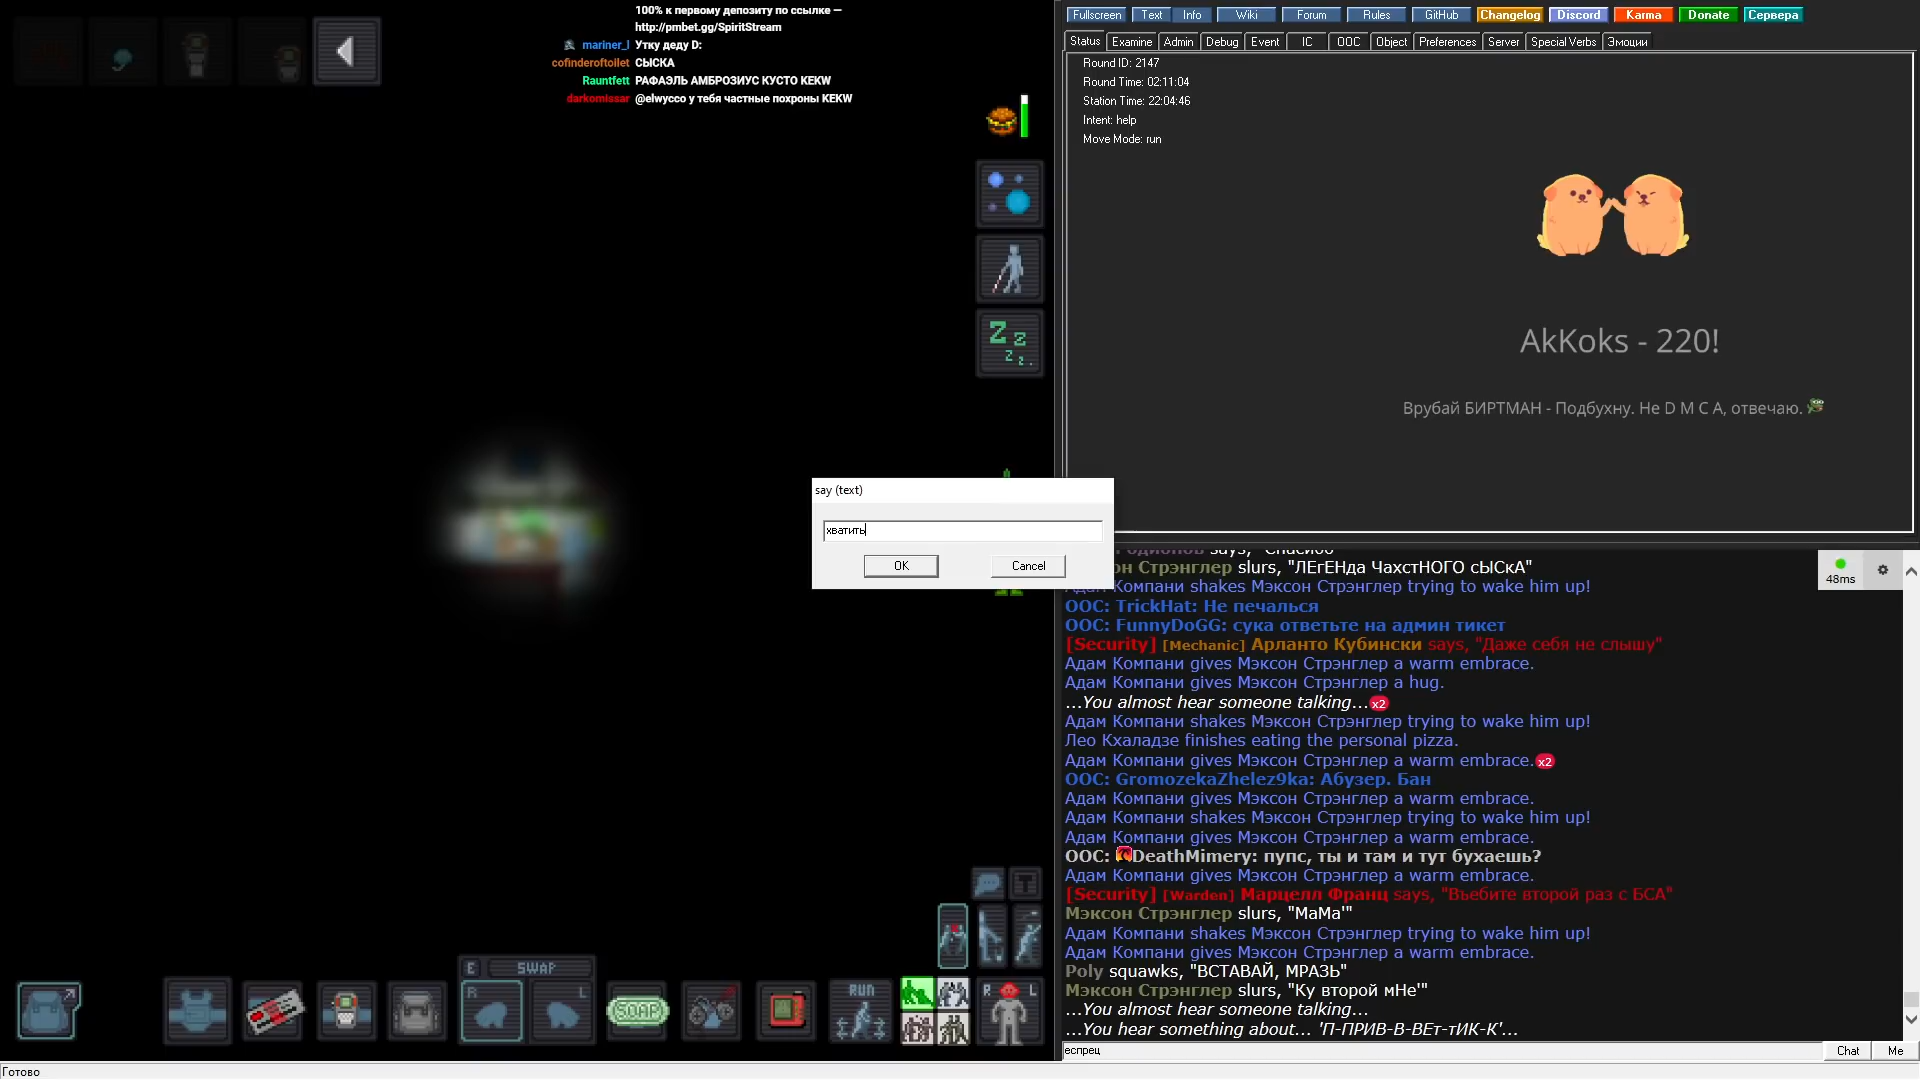 100% к первому депозиту по ссылке —
http://pmbet.gg/SpiritStream
mariner_l Утку деду D:
cofinderoftoilet СЫСКА
Rauntfett РАФАЭЛЬ АМБРОЗИУС КУСТО KEKW
darkomissar @elwycco у тебя частные похроны KEKW
Fullscreen Text Info Wiki Forum Rules GitHub Changelog Discord Karma Donate Сервера
Status Examine Admin Debug Event IC OOC Object Preferences Server Special Verbs Эмоции
Round ID: 2147
Round Time: 02:11:04
Station Time: 22:04:46
Intent: help
Move Mode: run
AkKoks - 220!
Врубай БИРТМАН - Подбухну. Не D M C A, отвечаю.
say (text)
хватить
OK Cancel
says, "Спасибо"
Стрэнглер slurs, "ЛЕгЕНда ЧахстНОГО сЫСкА"
Адам Компани shakes Мэксон Стрэнглер trying to wake him up!
OOC: TrickHat: Не печалься
OOC: FunnyDoGG: сука ответьте на админ тикет
[Security] [Mechanic] Арланто Кубински says, "Даже себя не слышу"
Адам Компани gives Мэксон Стрэнглер a warm embrace.
Адам Компани gives Мэксон Стрэнглер a hug.
...You almost hear someone talking... x2
Адам Компани shakes Мэксон Стрэнглер trying to wake him up!
Лео Кхаладзе finishes eating the personal pizza.
Адам Компани gives Мэксон Стрэнглер a warm embrace. x2
OOC: GromozekaZhelez9ka: Абузер. Бан
Адам Компани gives Мэксон Стрэнглер a warm embrace.
Адам Компани shakes Мэксон Стрэнглер trying to wake him up!
Адам Компани gives Мэксон Стрэнглер a warm embrace.
OOC: DeathMimery: пупс, ты и там и тут бухаешь?
Адам Компани gives Мэксон Стрэнглер a warm embrace.
[Security] [Warden] Марцелл Франц says, "Въебите второй раз с БСА"
Мэксон Стрэнглер slurs, "МаМа'"
Адам Компани shakes Мэксон Стрэнглер trying to wake him up!
Адам Компани gives Мэксон Стрэнглер a warm embrace.
Poly squawks, "ВСТАВАЙ, МРАЗЬ"
Мэксон Стрэнглер slurs, "Ку второй мНе'"
...You almost hear someone talking...
...You hear something about... 'П-ПРИВ-В-ВЕт-тИК-К'...
48ms
еспрец
Chat Me
E SWAP
R L
SOAP
RUN
R L
Z z z z.
T
Готово